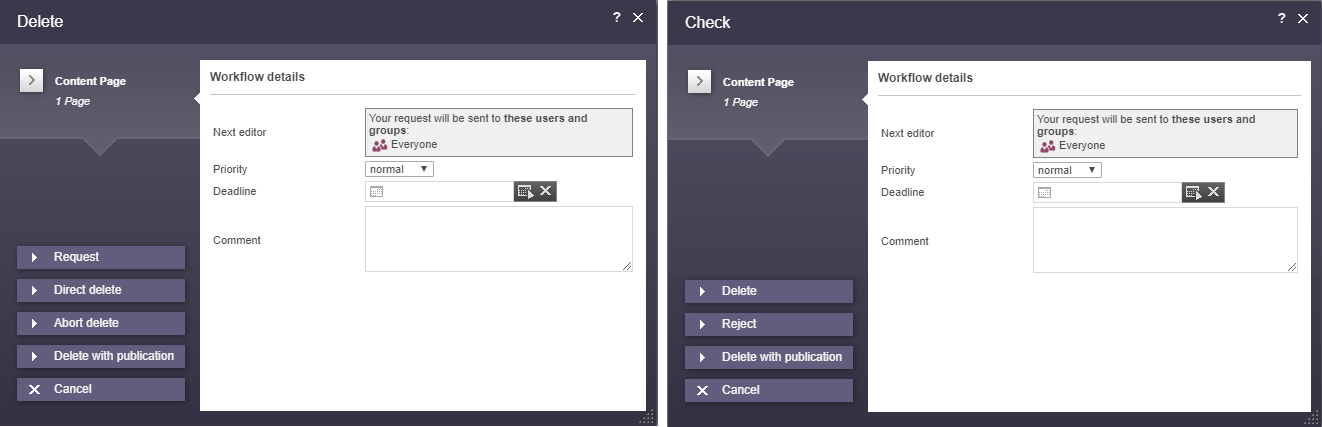 Delete
?
Content Page
1 Page
Workflow details
Next editor
Your request will be sent to these users and
groups:
Everyone
Priority
normal
Deadline
Comment
Request
Direct delete
Abort delete
Delete with publication
Cancel
Check
?
Content Page
1 Page
Workflow details
Next editor
Your request will be sent to these users and
groups:
Everyone
Priority
normal
Deadline
Comment
Delete
Reject
Delete with publication
Cancel